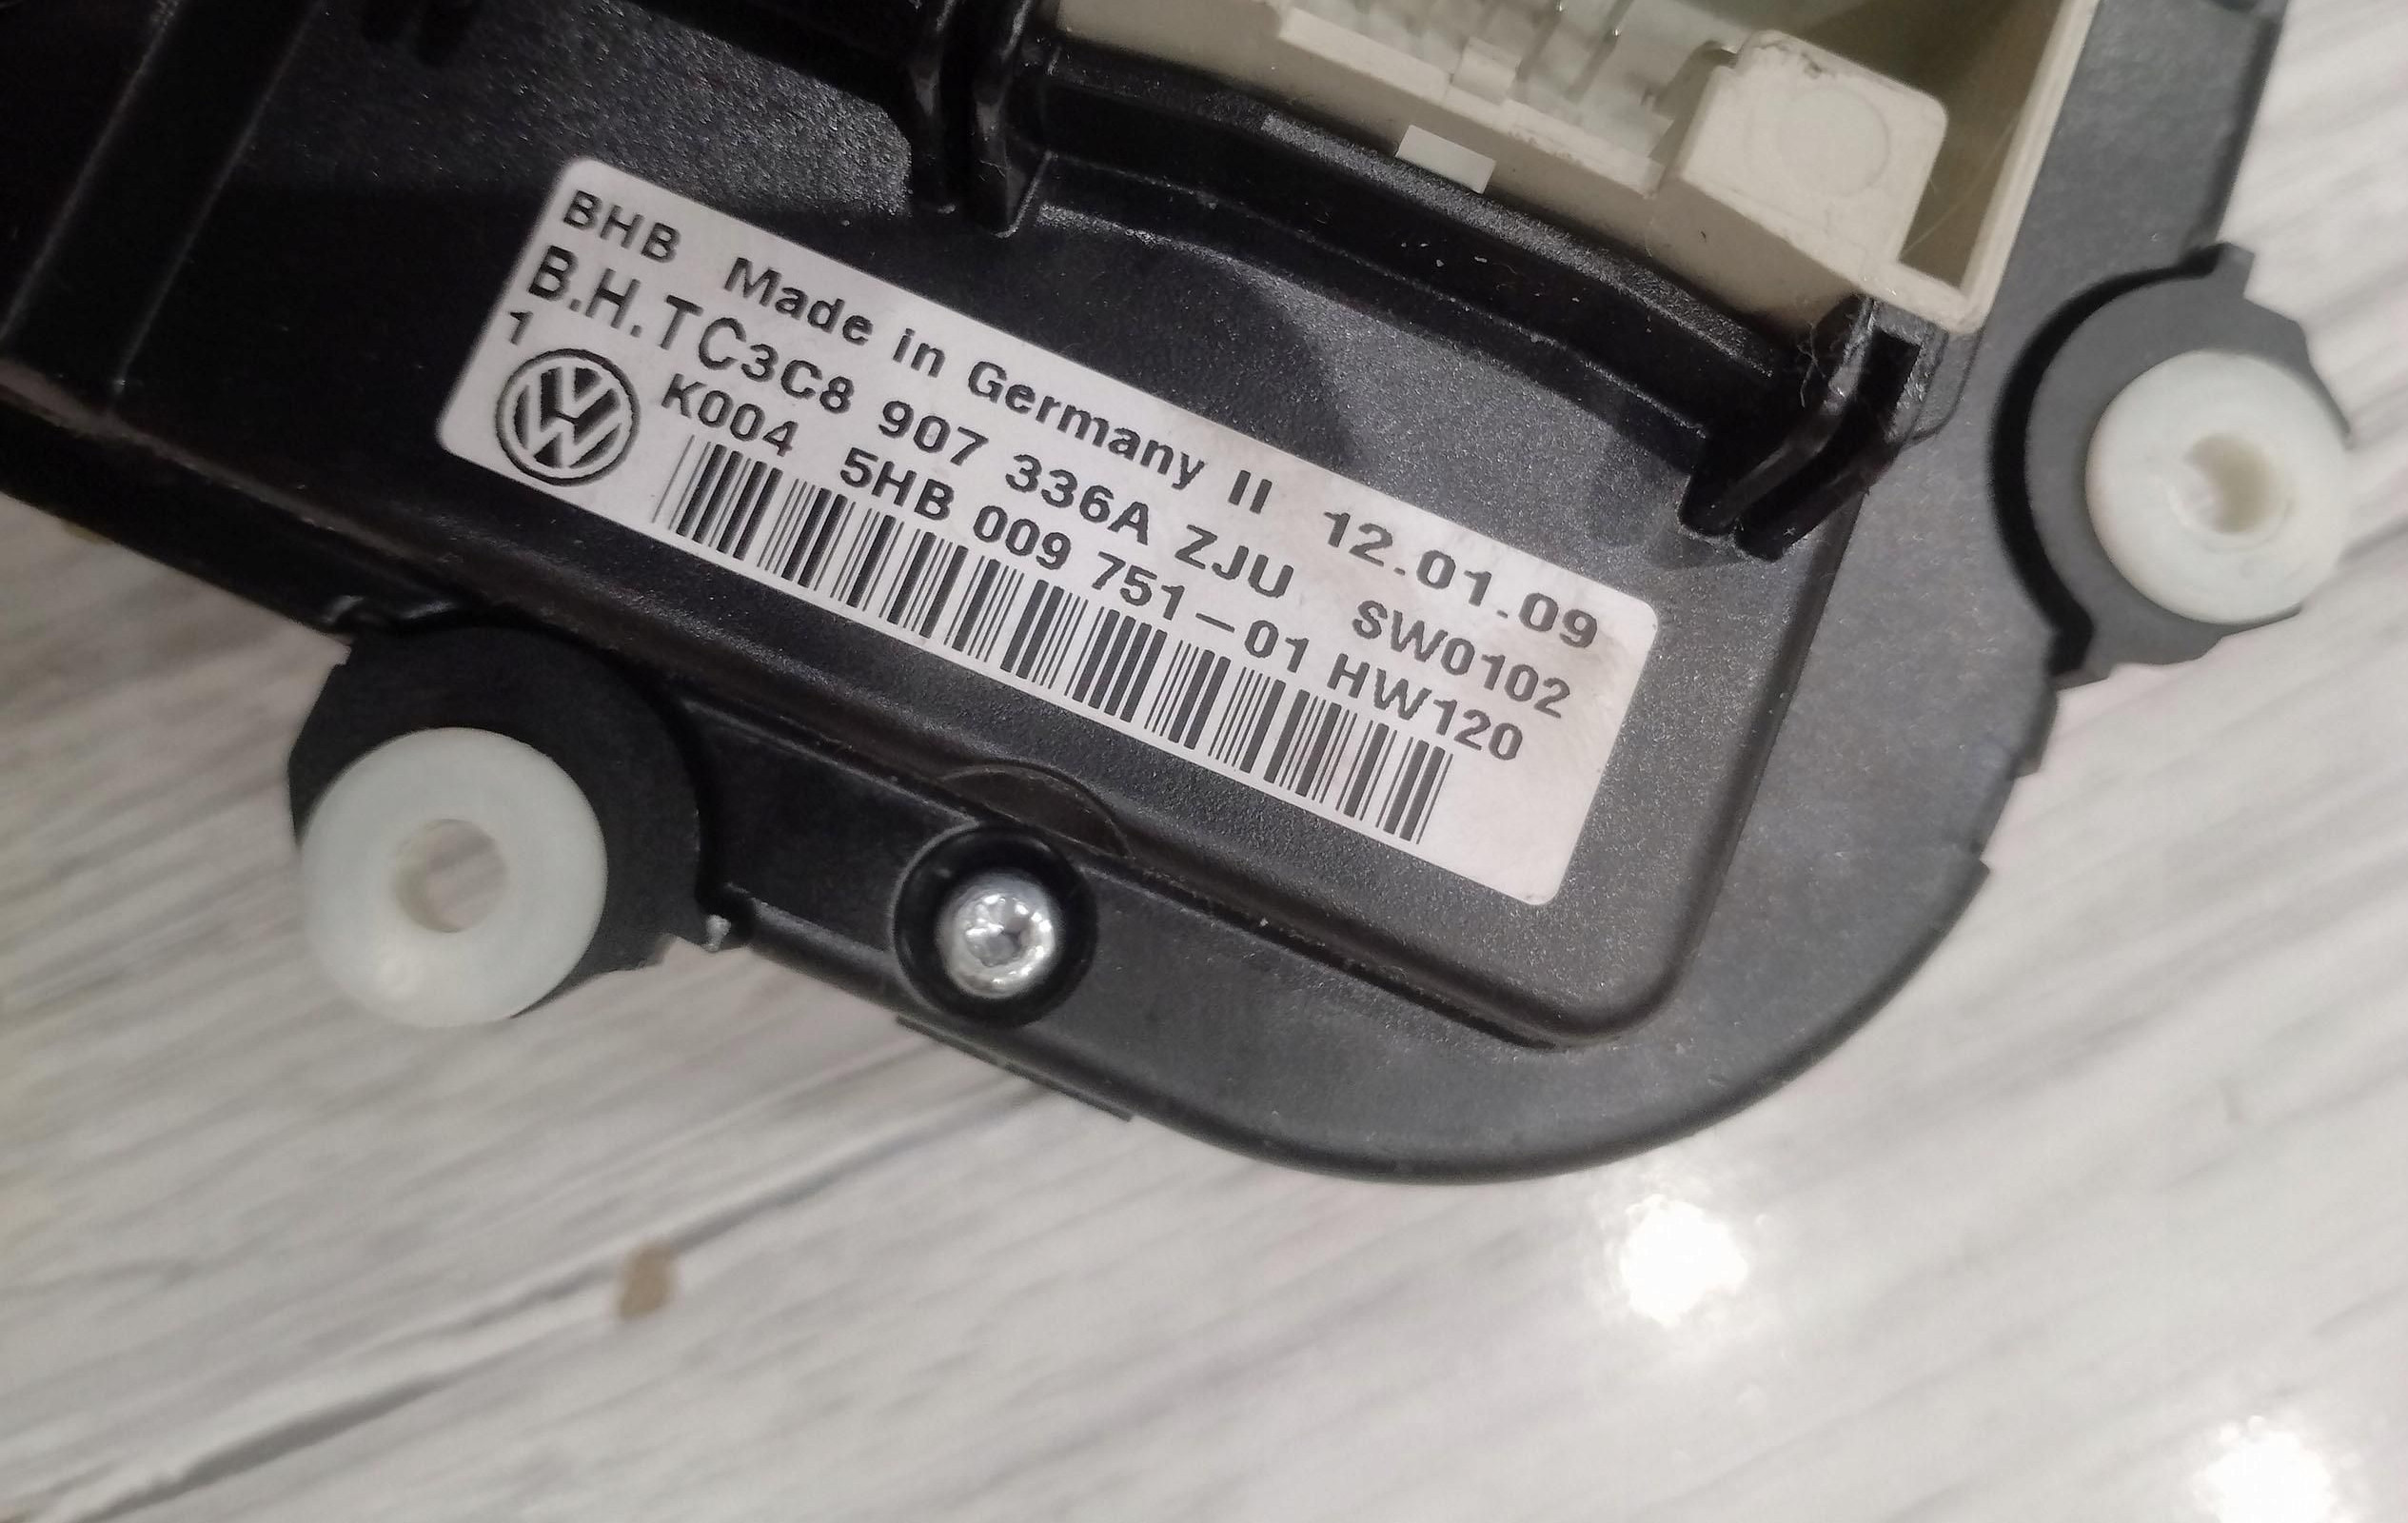 BHB Made in Germany II 12.01.09
B.H.TC3C8 907 336A ZJU SW0102
1 K004 5HB 009 751-01 HW120